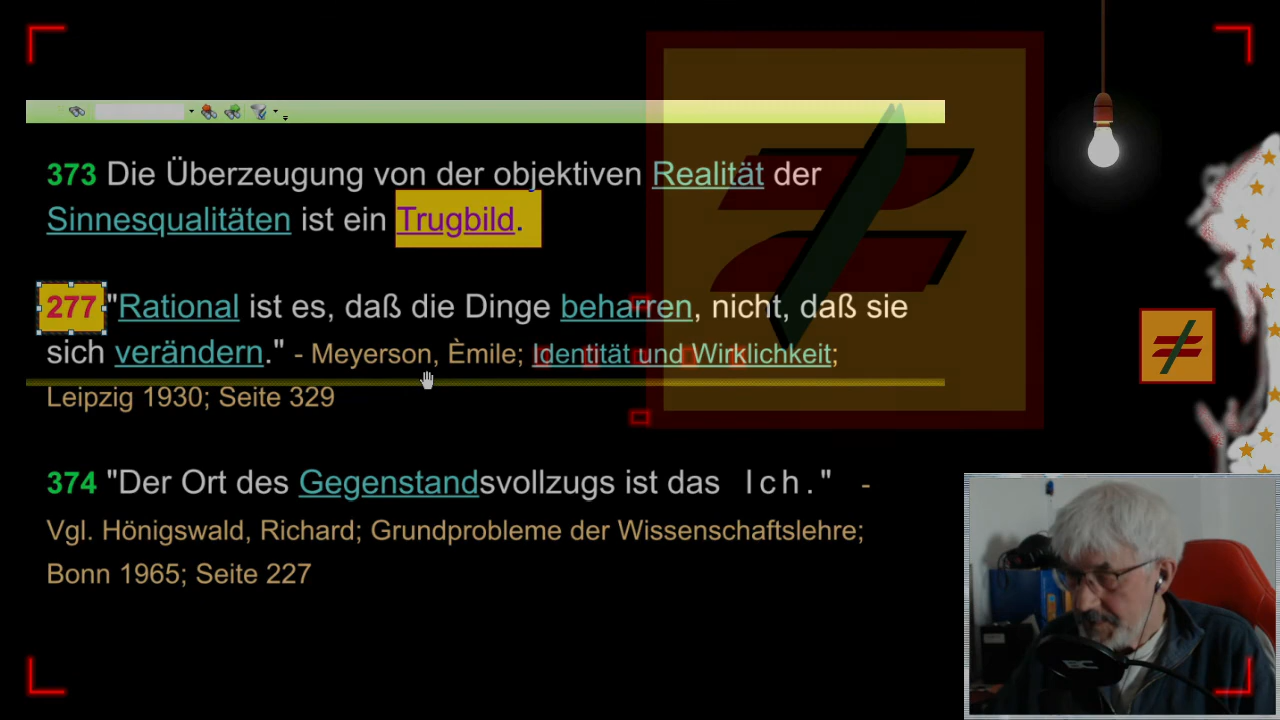 373 Die Überzeugung von der objektiven Realität der
Sinnesqualitäten ist ein Trugbild.
277 "Rational ist es, daß die Dinge beharren, nicht, daß sie
sich verändern." - Meyerson, Èmile; Identität und Wirklichkeit;
Leipzig 1930; Seite 329
374 "Der Ort des Gegenstandsvollzugs ist das Ich." -
Vgl. Hönigswald, Richard; Grundprobleme der Wissenschaftslehre;
Bonn 1965; Seite 227